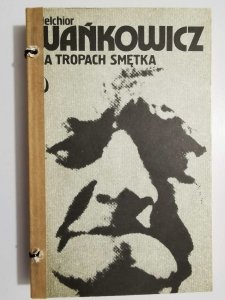 elchior
UAŃKOWICZ
A TROPACH SMĘTKA